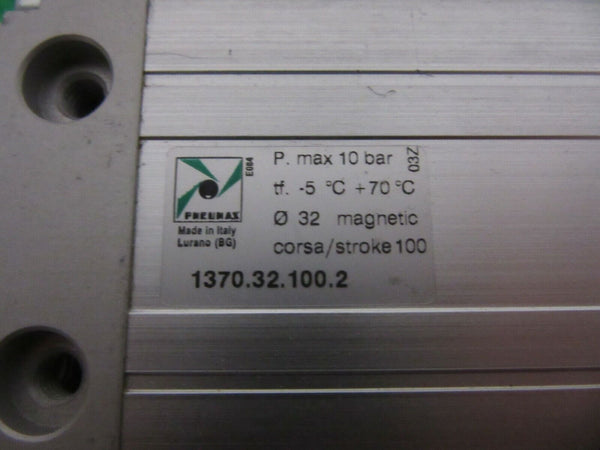 PNEUMAX
E084
Made in Italy
Lurano (BG)
P. max 10 bar
03Z
tf. -5 °C +70 °C
Ø 32 magnetic
corsa/stroke 100
1370.32.100.2